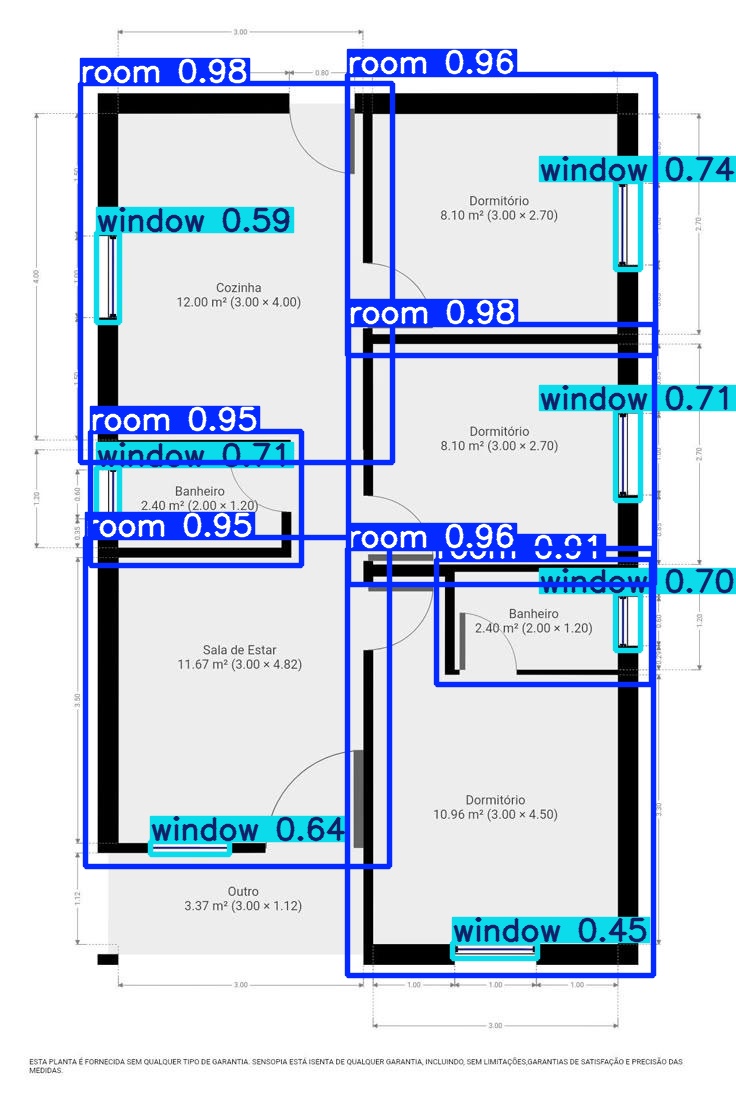 3.00
0.80
room 0.98
room 0.96
window 0.74
Dormitório
8.10 m² (3.00 × 2.70)
2.70
window 0.59
Cozinha
12.00 m² (3.00 × 4.00)
4.00
1.50
1.00
1.50
room 0.98
window 0.71
Dormitório
8.10 m² (3.00 × 2.70)
2.70
1.00
room 0.95
window 0.71
Banheiro
2.40 m² (2.00 × 1.20)
1.20
0.60
0.35
room 0.95
room 0.96
room 0.91
window 0.70
Banheiro
2.40 m² (2.00 × 1.20)
0.60
1.20
Sala de Estar
11.67 m² (3.00 × 4.82)
3.50
Dormitório
10.96 m² (3.00 × 4.50)
3.30
window 0.64
Outro
3.37 m² (3.00 × 1.12)
1.12
window 0.45
3.00
1.00
1.00
1.00
3.00
ESTA PLANTA É FORNECIDA SEM QUALQUER TIPO DE GARANTIA. SENSOPIA ESTÁ ISENTA DE QUALQUER GARANTIA, INCLUINDO, SEM LIMITAÇÕES,GARANTIAS DE SATISFAÇÃO E PRECISÃO DAS
MEDIDAS.